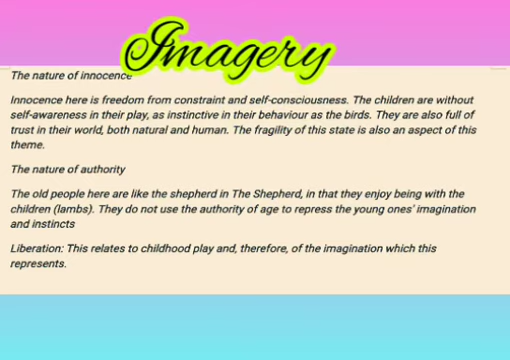 Imagery
The nature of innocence
Innocence here is freedom from constraint and self-consciousness. The children are without
self-awareness in their play, as instinctive in their behaviour as the birds. They are also full of
trust in their world, both natural and human. The fragility of this state is also an aspect of this
theme.
The nature of authority
The old people here are like the shepherd in The Shepherd, in that they enjoy being with the
children (lambs). They do not use the authority of age to repress the young ones' imagination
and instincts
Liberation: This relates to childhood play and, therefore, of the imagination which this
represents.